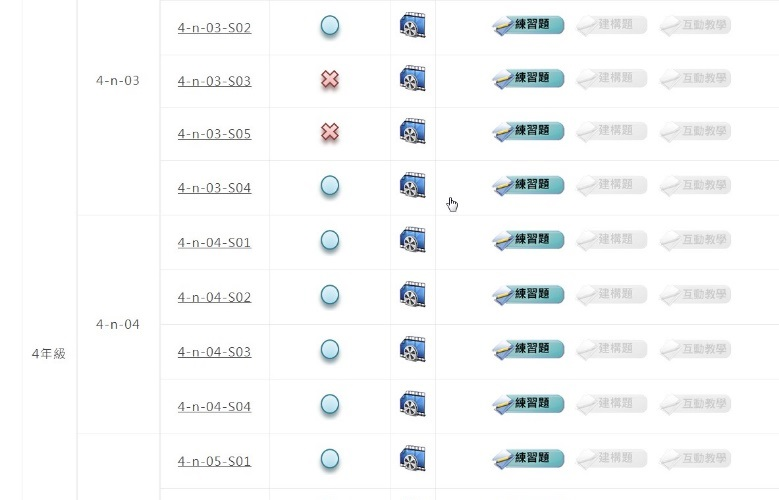 4-n-03-S02 練習題 建構題 互動教學
4-n-03
4-n-03-S03 練習題 建構題 互動教學
4-n-03-S05 練習題 建構題 互動教學
4-n-03-S04 練習題 建構題 互動教學
4-n-04-S01 練習題 建構題 互動教學
4-n-04-S02 練習題 建構題 互動教學
4-n-04
4年級
4-n-04-S03 練習題 建構題 互動教學
4-n-04-S04 練習題 建構題 互動教學
4-n-05-S01 練習題 建構題 互動教學